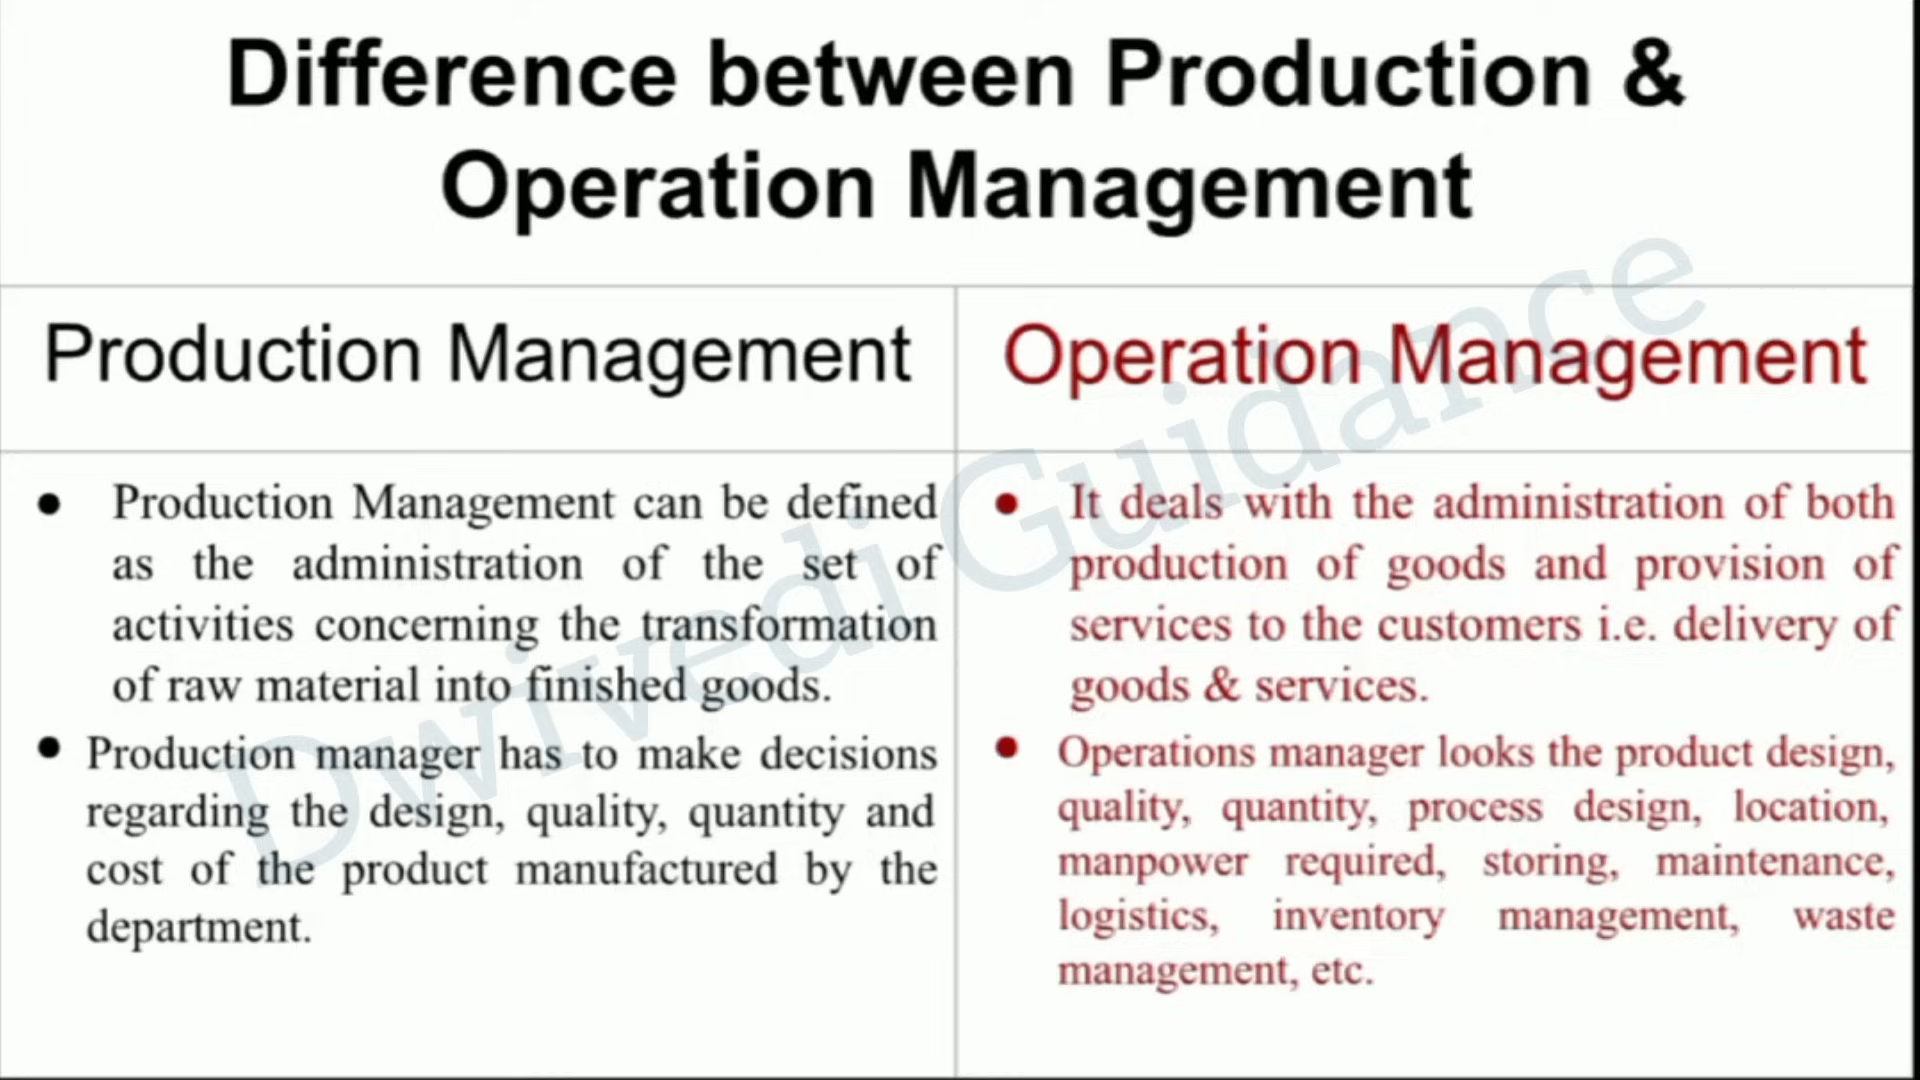 Difference between Production &
Operation Management
Production Management
Operation Management
● Production Management can be defined
as the administration of the set of
activities concerning the transformation
of raw material into finished goods.
● Production manager has to make decisions
regarding the design, quality, quantity and
cost of the product manufactured by the
department.
● It deals with the administration of both
production of goods and provision of
services to the customers i.e. delivery of
goods & services.
● Operations manager looks the product design,
quality, quantity, process design, location,
manpower required, storing, maintenance,
logistics, inventory management, waste
management, etc.
Dwivedi Guidance